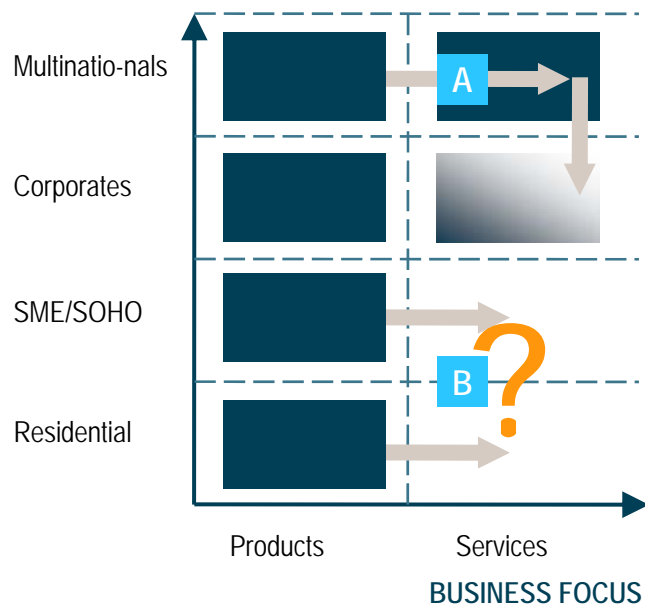 Multinatio-nals
A
Corporates
SME/SOHO
?
B
Residential
Products
Services
BUSINESS FOCUS